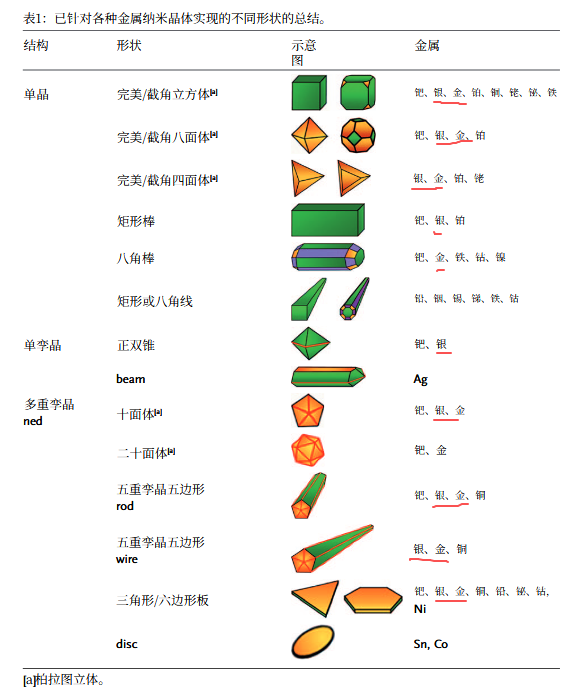 表1：已针对各种金属纳米晶体实现的不同形状的总结。
结构 形状 示意图 金属
单晶 完美/截角立方体[a] 钯、银、金、铂、铜、铑、铋、铁
完美/截角八面体[a] 钯、银、金、铂
完美/截角四面体[a] 银、金、铂、铑
矩形棒 钯、银、铂
八角棒 钯、金、铁、钴、镍
矩形或八角线 铅、铟、锡、锑、铁、钴
单孪晶 正双锥 钯、银
beam Ag
多重孪晶
ned
十面体[a] 钯、银、金
二十面体[a] 钯、金
五重孪晶五边形
rod
钯、银、金、铜
五重孪晶五边形
wire
银、金、铜
三角形/六边形板 钯、银、金、铜、铅、铋、钴,
Ni
disc Sn, Co
[a]柏拉图立体。